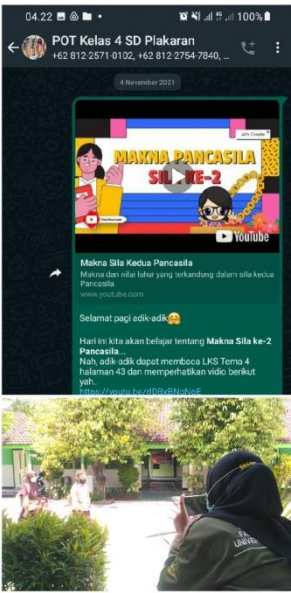 04.22
100%
POT Kelas 4 SD Plakaran
+62 812-2571-0102, +62 812-2754-7840, ...
4 November 2021
MAKNA PANCASILA
SILA KE-2
YouTube
Makna Sila Kedua Pancasila
Makna dan nilai luhur yang terkandung dalam sila kedua
Pancasila
www.youtube.com
Selamat pagi adik-adik🤗
Hari ini kita akan belajar tentang Makna Sila ke-2
Pancasila...
Nah, adik-adik dapat membaca LKS Tema 4
halaman 43 dan memperhatikan vidio berikut
yah..